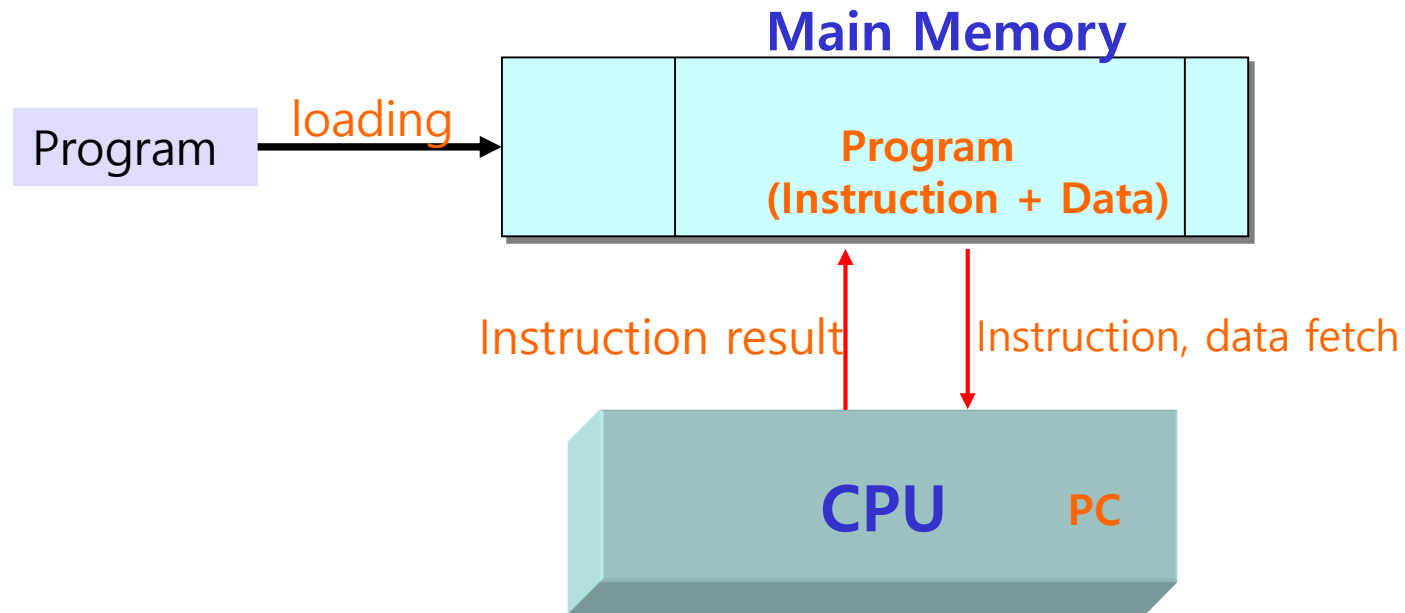 Main Memory
Program
loading
Program
(Instruction + Data)
Instruction result
Instruction, data fetch
CPU
PC